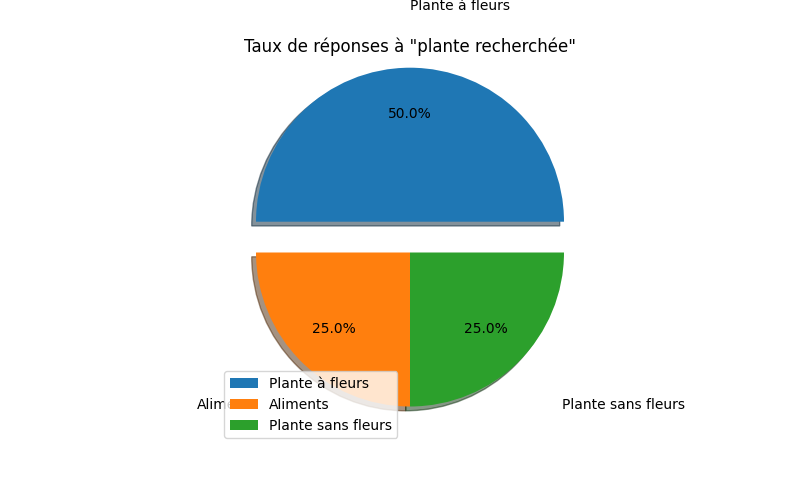 Plante à fleurs
Taux de réponses à "plante recherchée"
50.0%
25.0%
25.0%
Plante à fleurs
Aliments
Plante sans fleurs
Plante sans fleurs